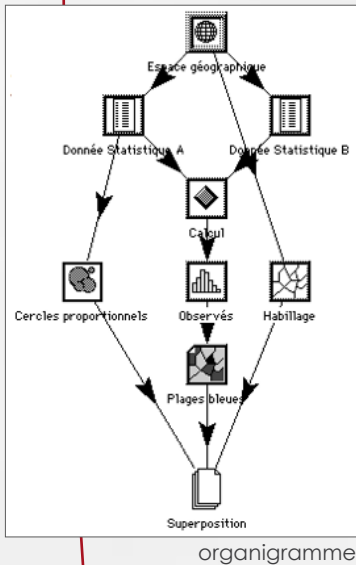 Espace géographique
Donnée Statistique A
Donnée Statistique B
Calcul
Cercles proportionnels
Observés
Habillage
Plages bleues
Superposition
organigramme